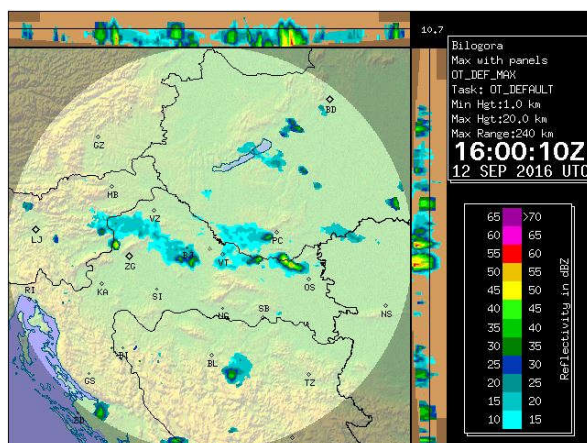 10.7
Bilogora
Max with panels
OT_DEF_MAX
Task: OT_DEFAULT
Min Hgt:1.0 km
Max Hgt:20.0 km
Max Range:240 km
16:00:10Z
12 SEP 2016 UTC
BD
GZ
MB
VZ
LJ
PC
ZG
BJ
VT
OS
RI
KA
SI
UG
SB
NS
BI
BL
GS
TZ
ZD
65 >70
60 65
55 60
50 55
45 50
40 45
35 40
30 35
25 30
20 25
15 20
10 15
Reflectivity in dBZ